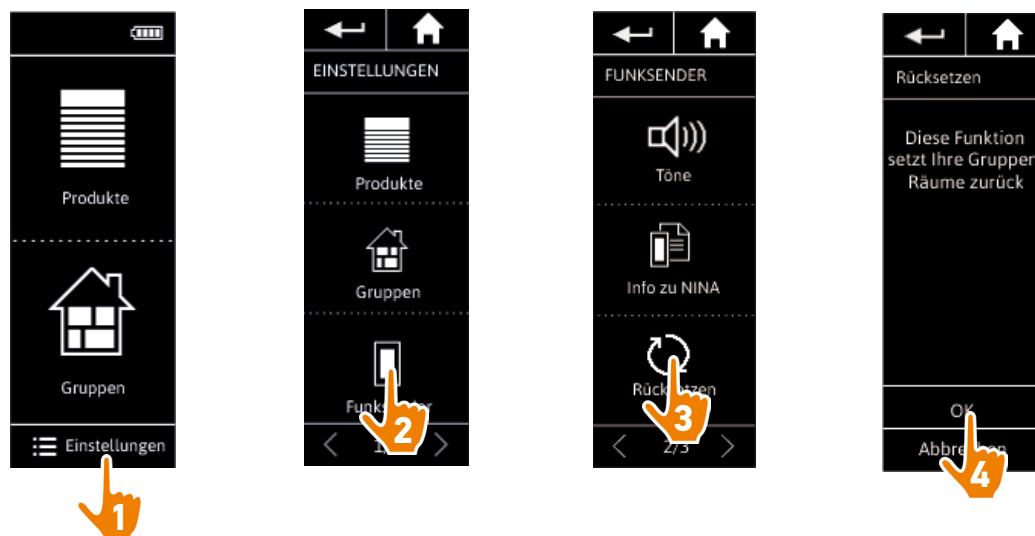 Produkte
Gruppen
Einstellungen
1
EINSTELLUNGEN
Produkte
Gruppen
2
FUNKSENDER
Töne
Info zu NINA
3
2/3
Rücksetzen
Diese Funktion
setzt Ihre Gruppen
Räume zurück
OK
4